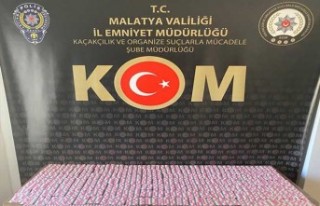 T.C.
MALATYA VALİLİĞİ
İL EMNİYET MÜDÜRLÜĞÜ
KAÇAKÇILIK VE ORGANİZE SUÇLARLA MÜCADELE
ŞUBE MÜDÜRLÜĞÜ
KOM